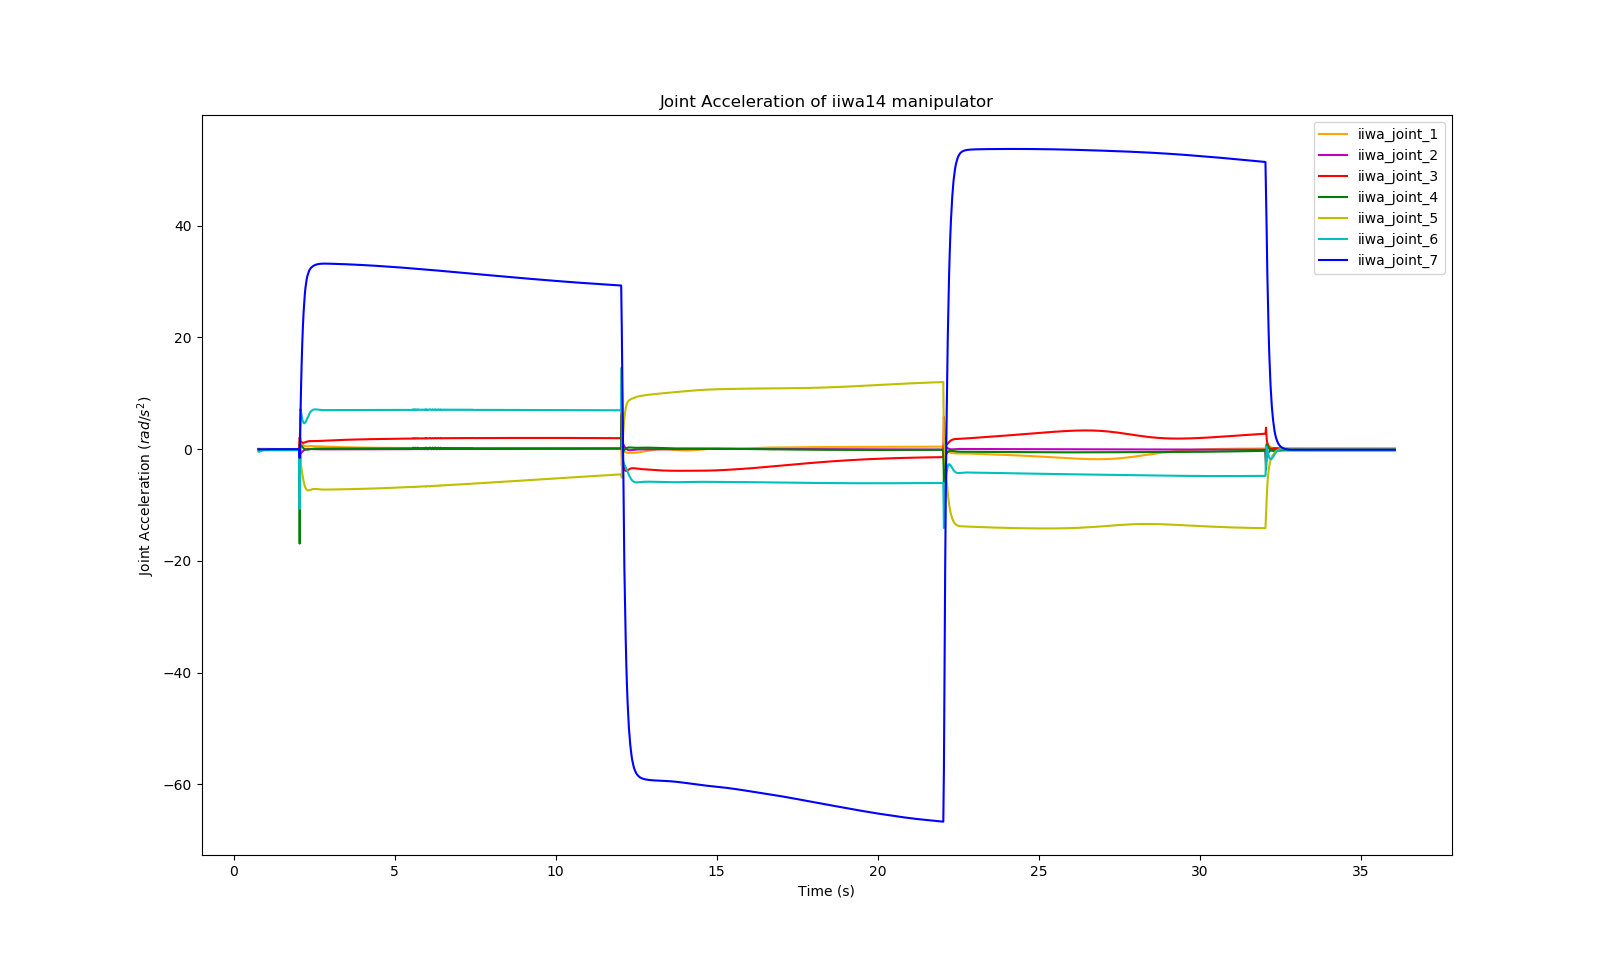 Joint Acceleration of iiwa14 manipulator
iiwa_joint_1
iiwa_joint_2
iiwa_joint_3
iiwa_joint_4
iiwa_joint_5
iiwa_joint_6
iiwa_joint_7
Joint Acceleration (rad/s²)
40
20
0
−20
−40
−60
0 5 10 15 20 25 30 35
Time (s)